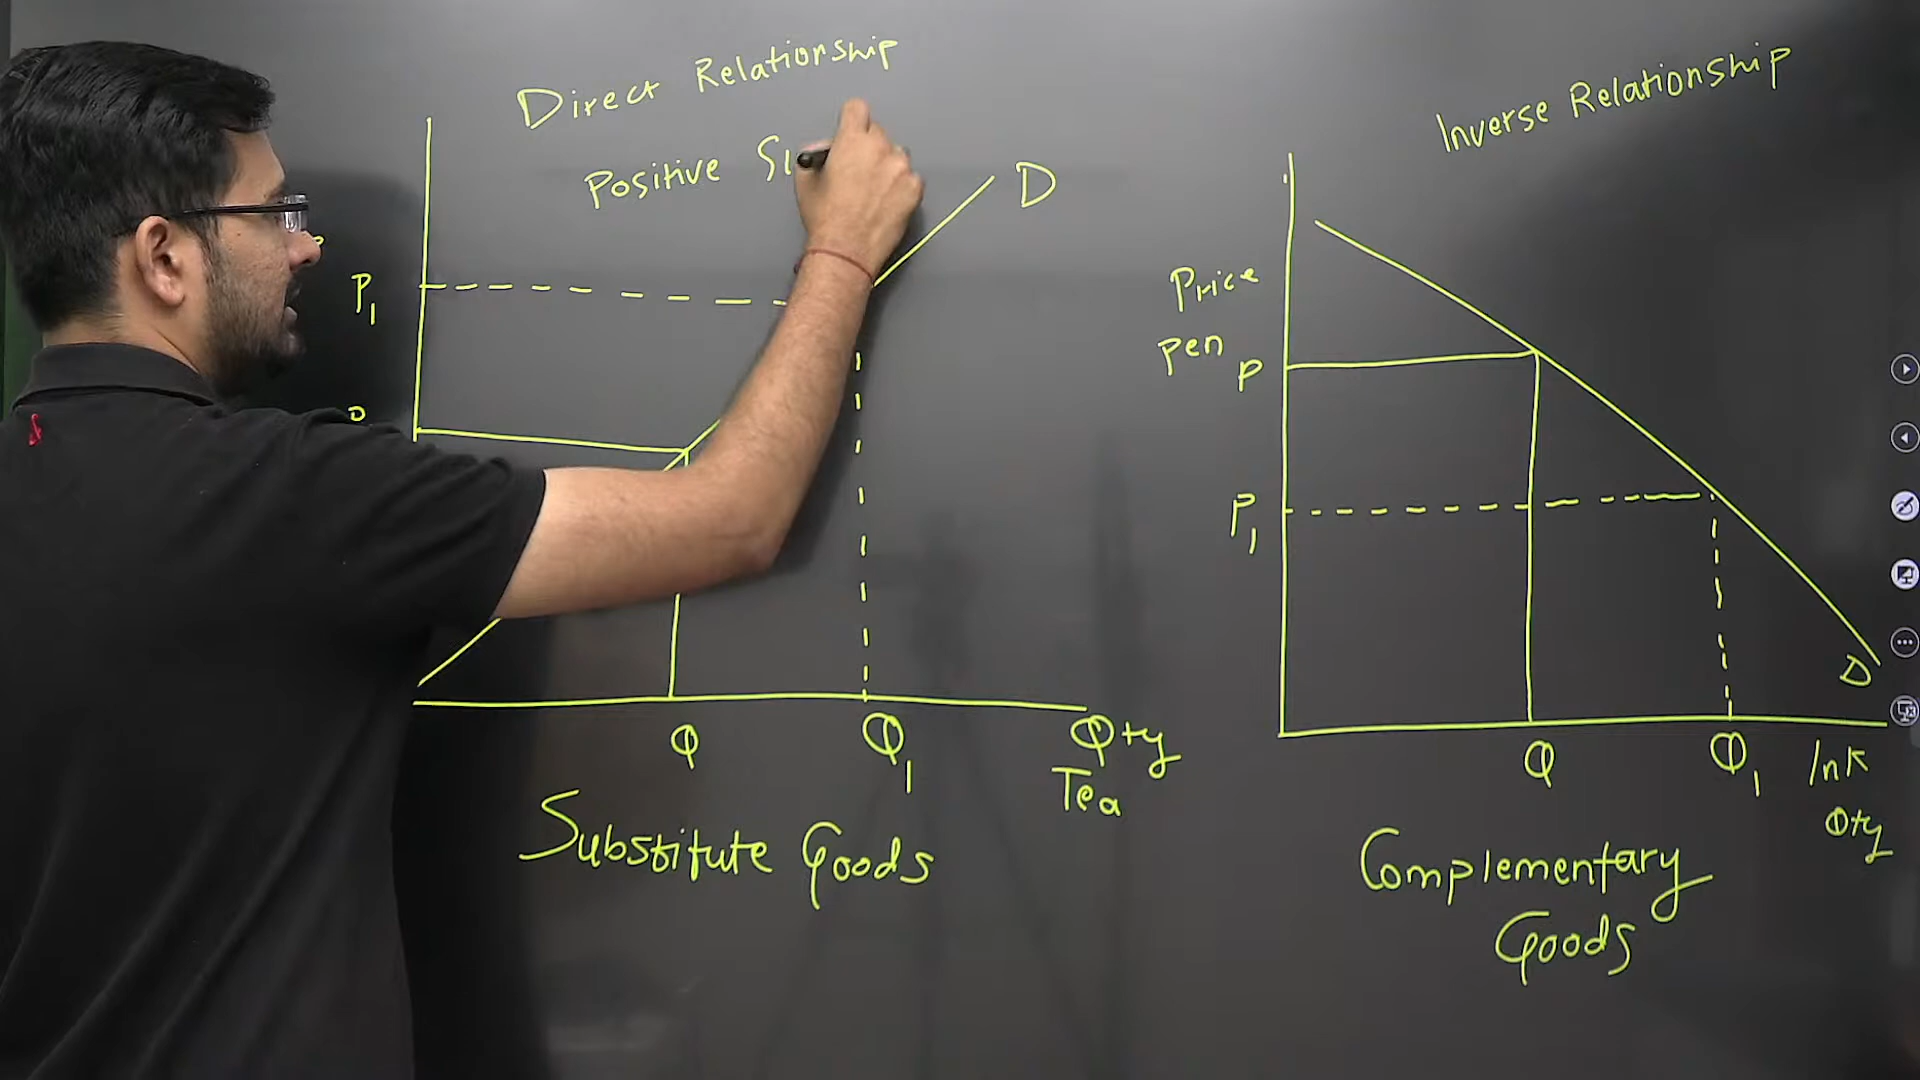 Direct Relationship
Positive Sl
D
P1
Q
Q1
Qty
Tea
Substitute Goods
Inverse Relationship
Price
Pen
P
P1
D
Q
Q1
Ink
Qty
Complementary
Goods